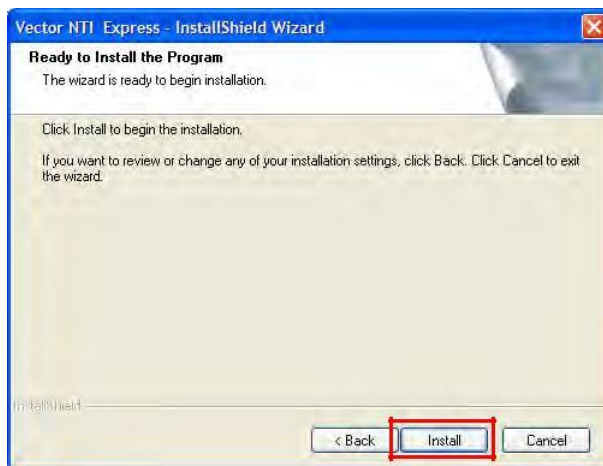 Vector NTI Express - InstallShield Wizard
Ready to Install the Program
The wizard is ready to begin installation.
Click Install to begin the installation.
If you want to review or change any of your installation settings, click Back. Click Cancel to exit
the wizard.
InstallShield
< Back Install Cancel